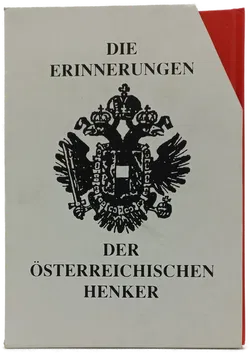 DIE
ERINNERUNGEN
DER
ÖSTERREICHISCHEN
HENKER